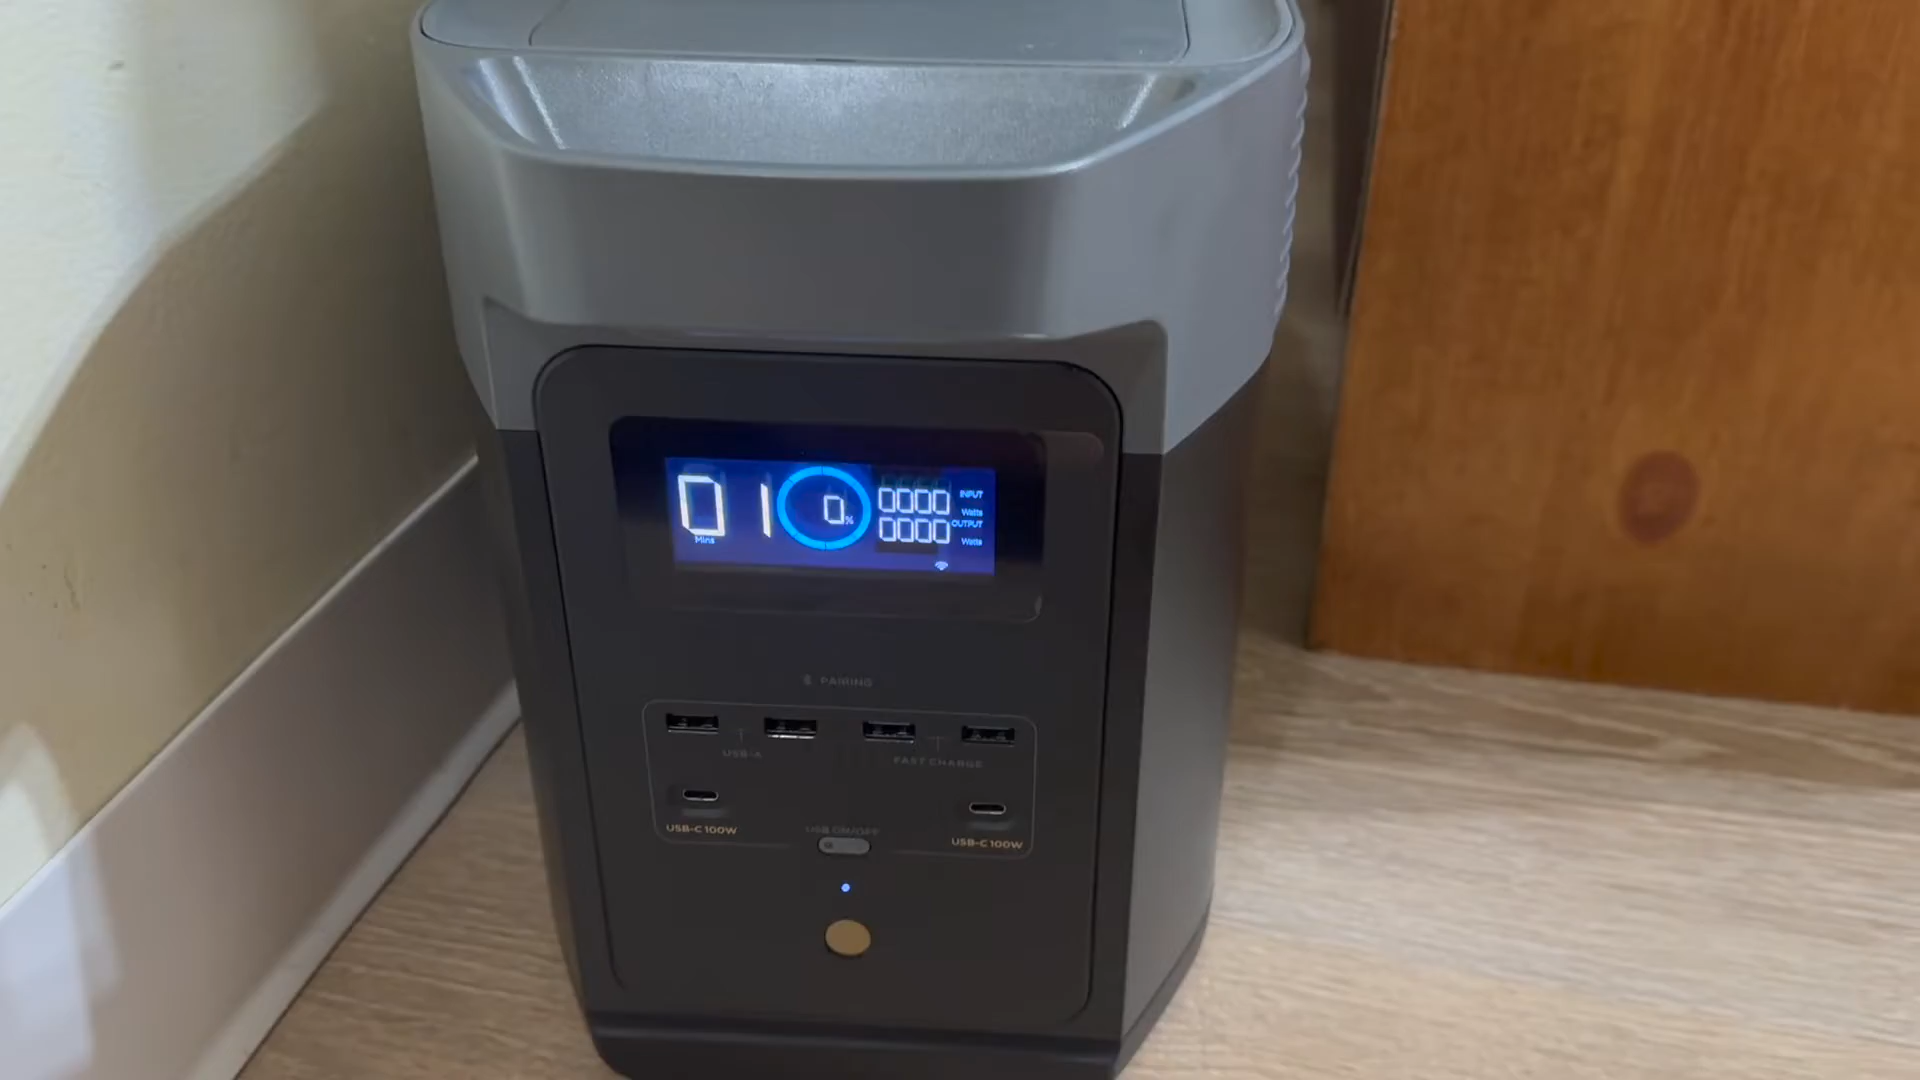 01
Mins
0%
0000 INPUT
Watts
0000 OUTPUT
Watts
PAIRING
USB-A
FAST CHARGE
USB-C 100W
USB ON/OFF
USB-C 100W